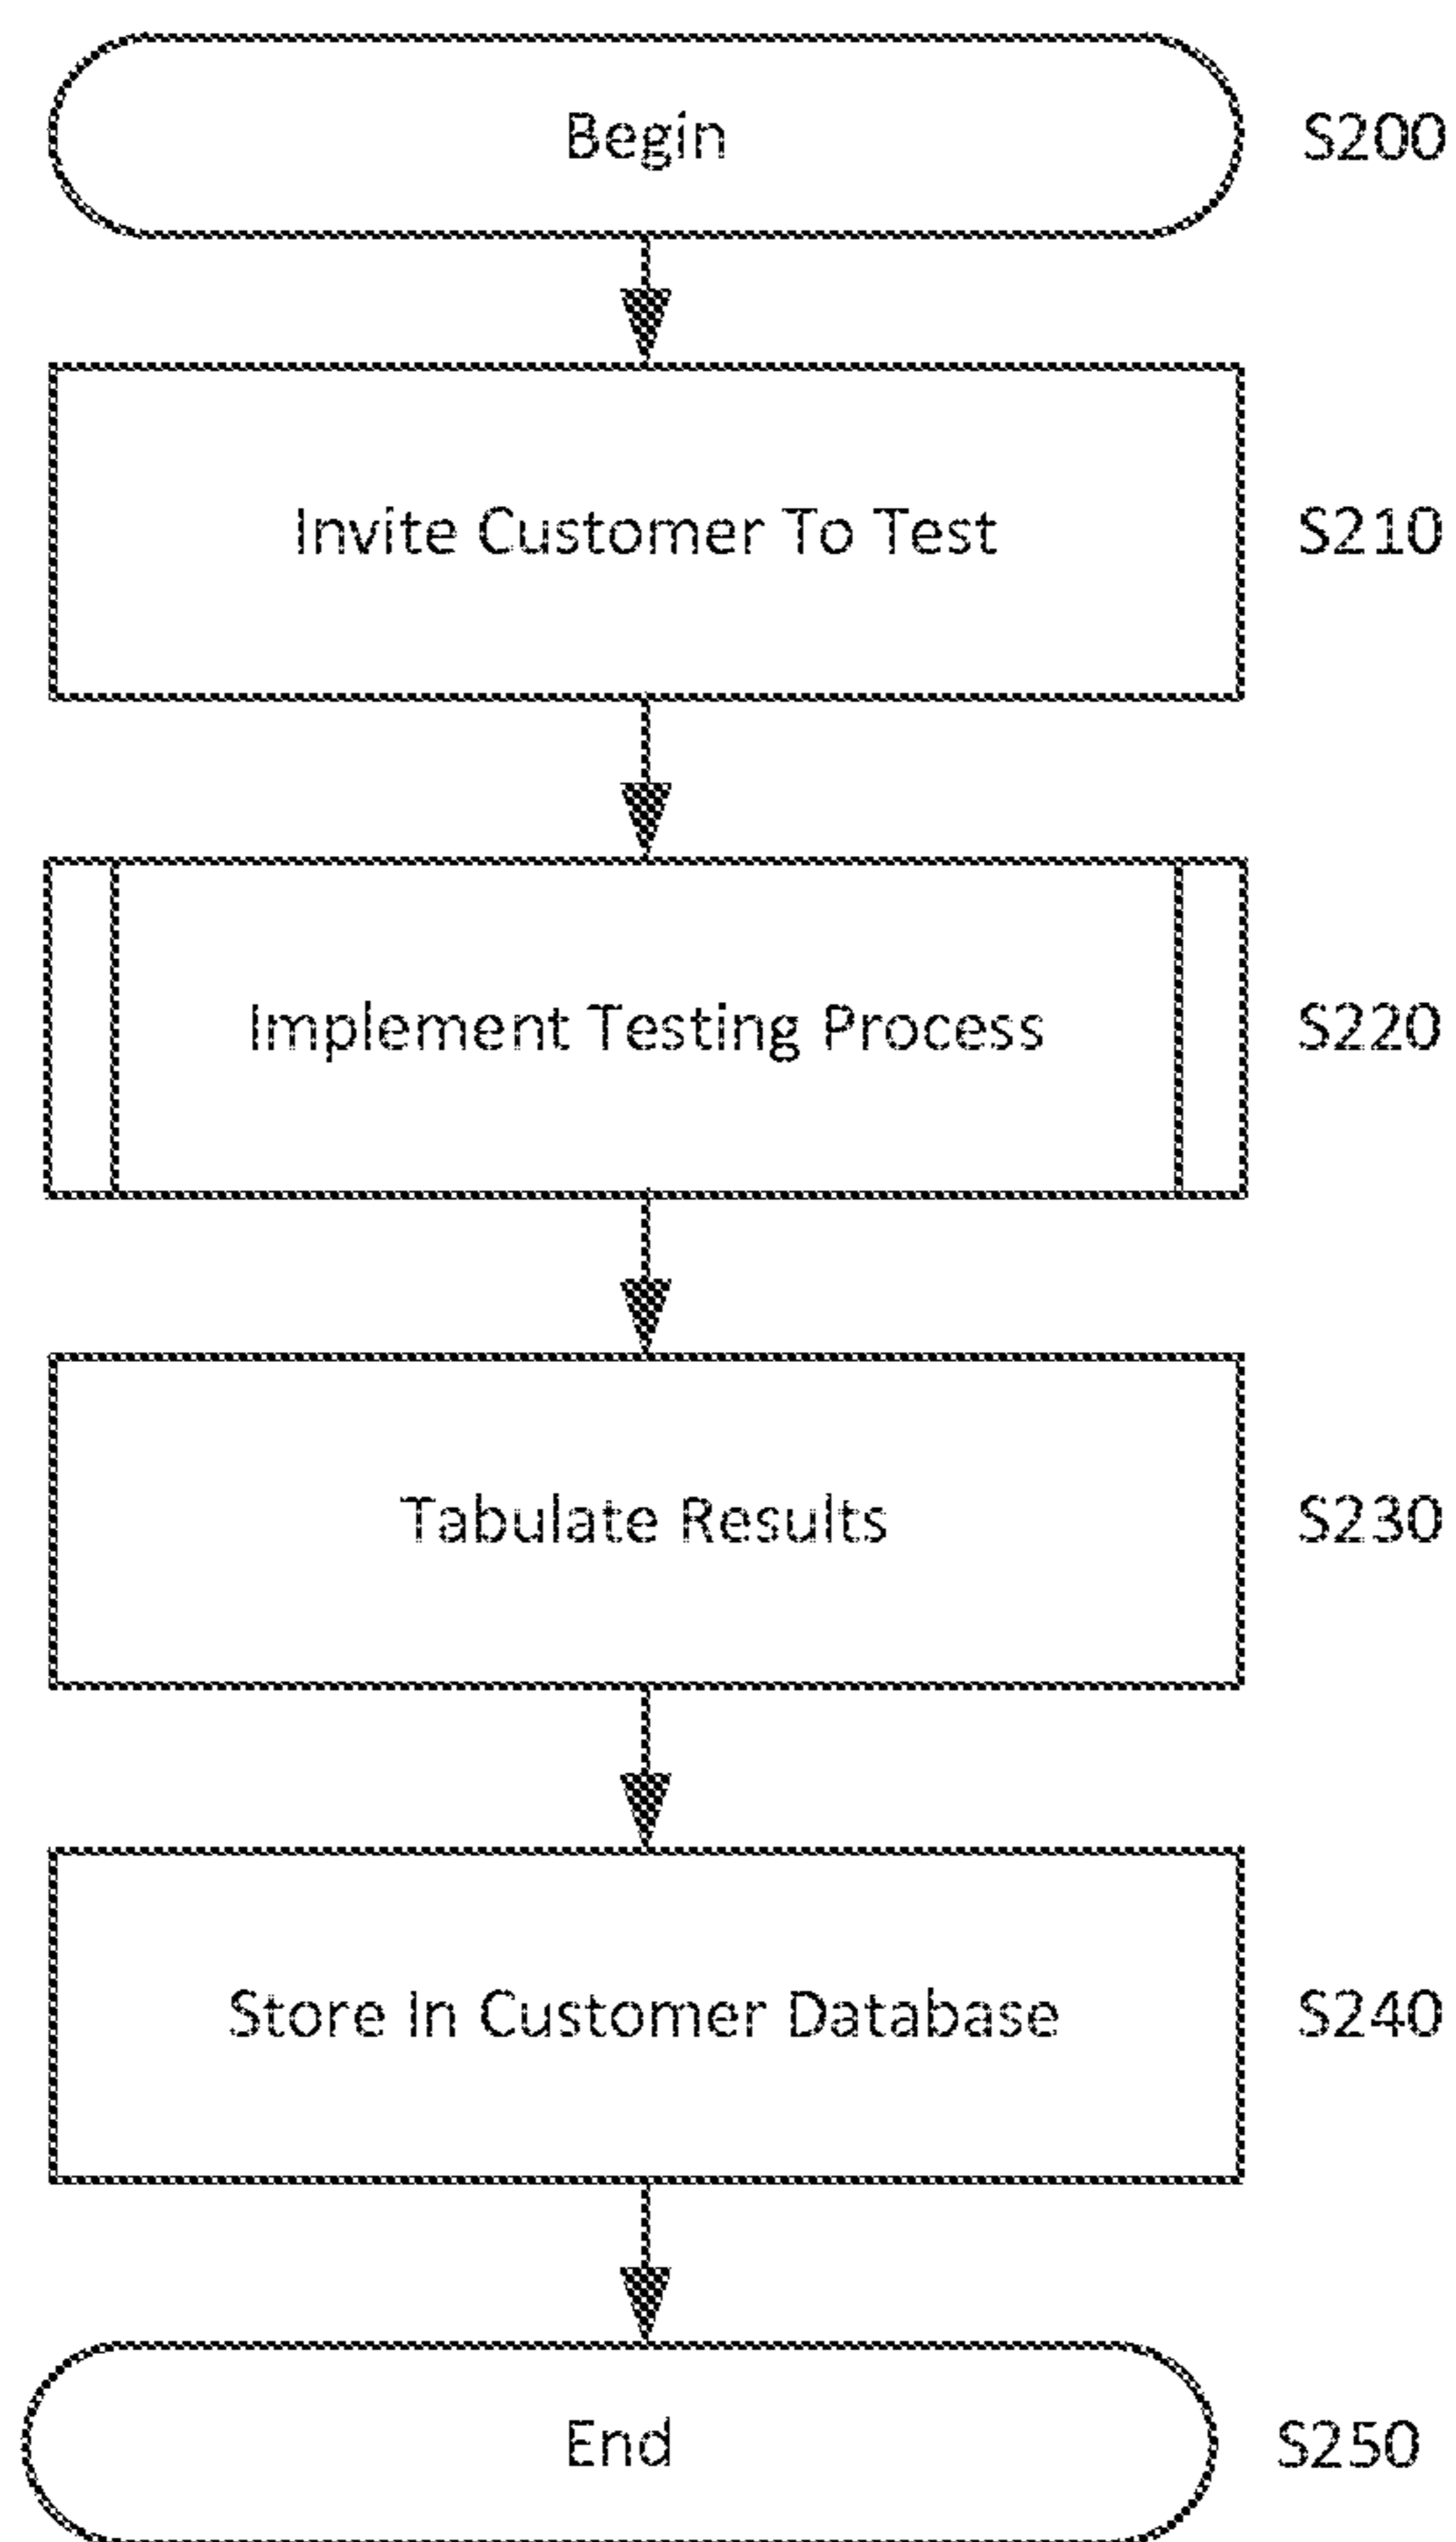 Begin
S200
Invite Customer To Test
S210
Implement Testing Process
S220
Tabulate Results
S230
Store In Customer Database
S240
End
S250